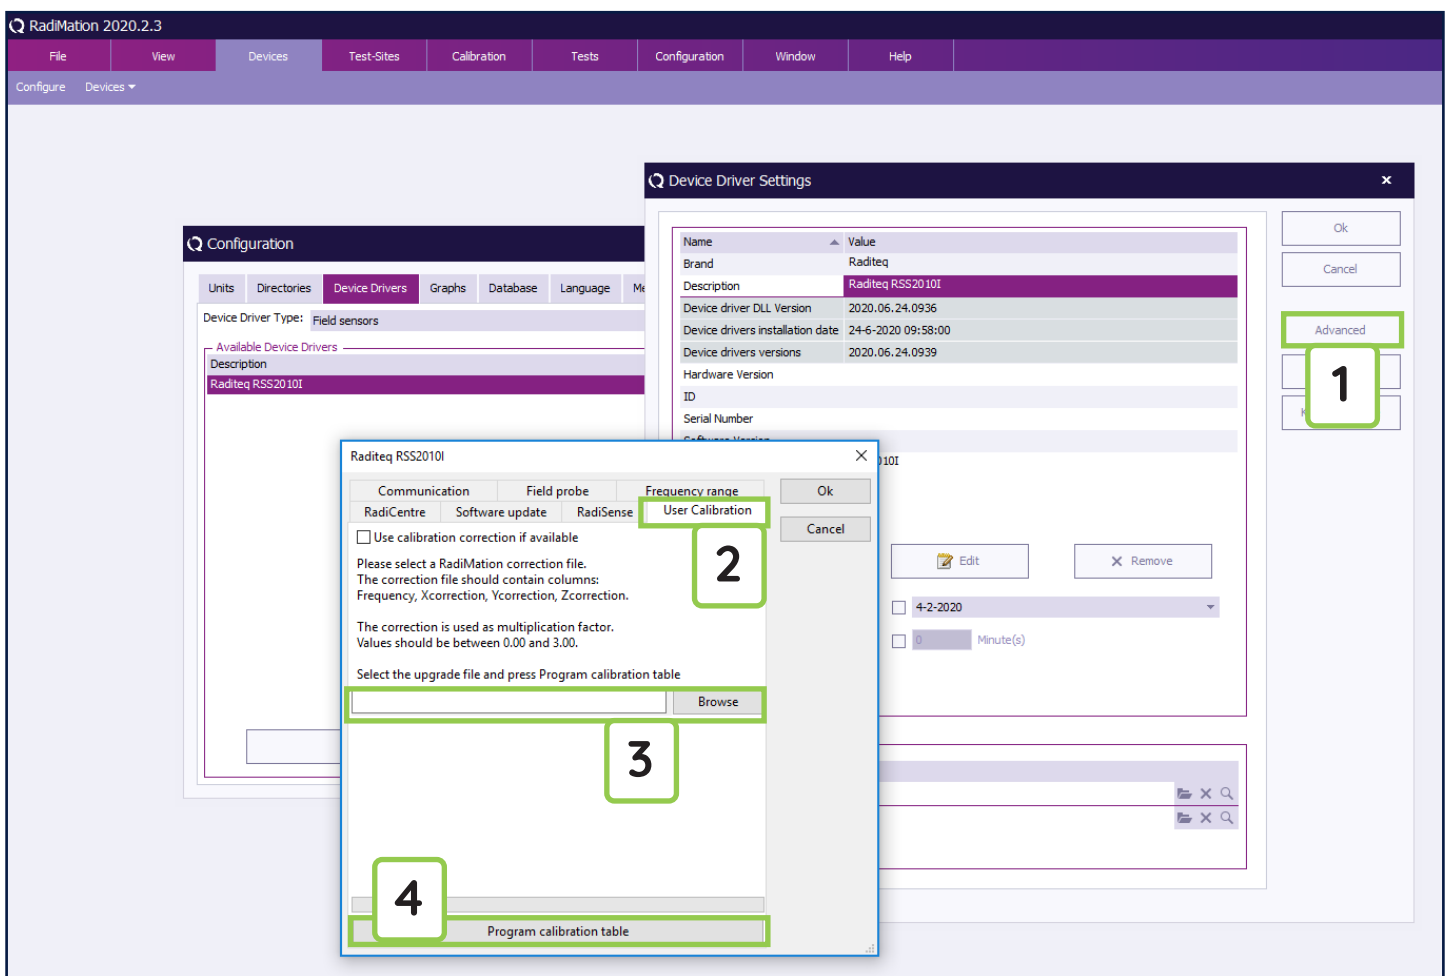 RadiMation 2020.2.3
File View Devices Test-Sites Calibration Tests Configuration Window Help
Configure Devices
Device Driver Settings
Ok
Cancel
Advanced
1
Name Value
Brand Raditeq
Description Raditeq RSS2010I
Device driver DLL Version 2020.06.24.0936
Device drivers installation date 24-6-2020 09:58:00
Device drivers versions 2020.06.24.0939
Hardware Version
ID
Serial Number
Software Version
010I
Edit Remove
4-2-2020
0 Minute(s)
Configuration
Units Directories Device Drivers Graphs Database Language Me
Device Driver Type: Field sensors
Available Device Drivers
Description
Raditeq RSS2010I
Raditeq RSS2010I
Communication Field probe Frequency range
RadiCentre Software update RadiSense User Calibration
Ok
Cancel
2
Use calibration correction if available
Please select a RadiMation correction file.
The correction file should contain columns:
Frequency, Xcorrection, Ycorrection, Zcorrection.
The correction is used as multiplication factor.
Values should be between 0.00 and 3.00.
Select the upgrade file and press Program calibration table
Browse
3
4
Program calibration table